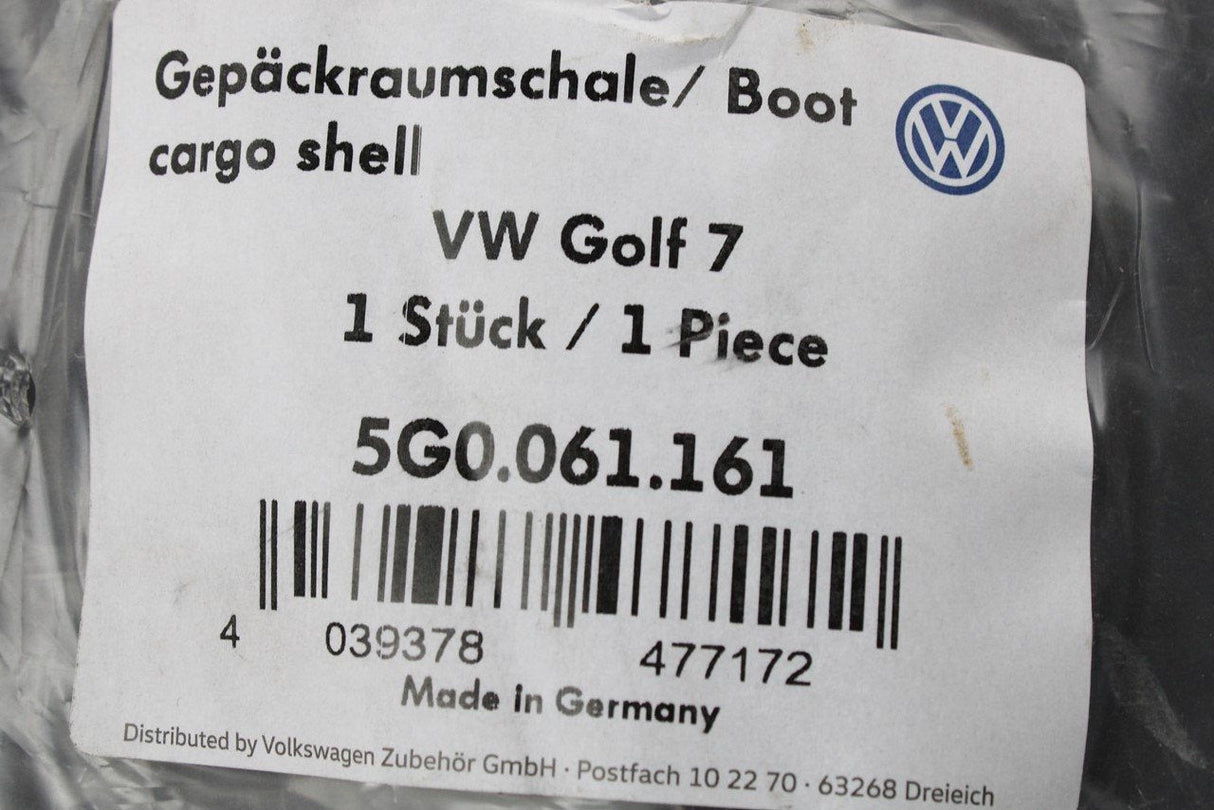 Gepäckraumschale/ Boot
cargo shell
VW Golf 7
1 Stück / 1 Piece
5G0.061.161
4 039378 477172
Made in Germany
Distributed by Volkswagen Zubehör GmbH · Postfach 10 22 70 · 63268 Dreieich